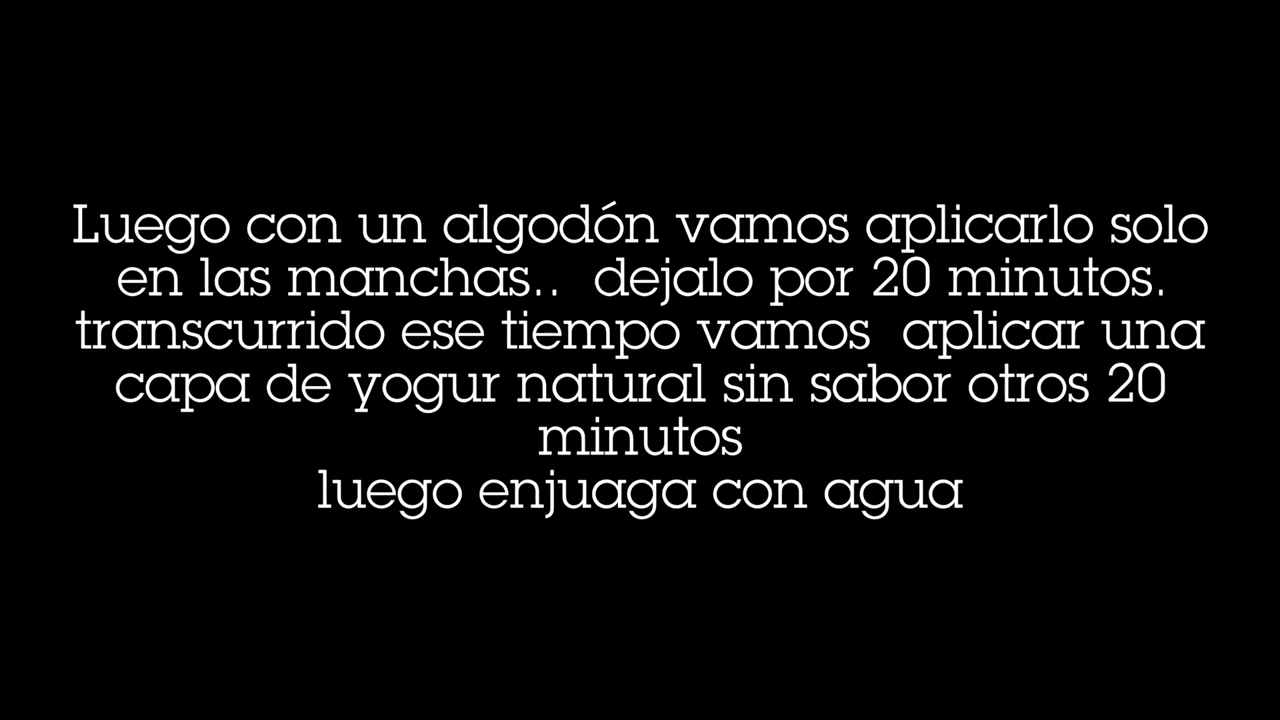 Luego con un algodón vamos aplicarlo solo
en las manchas..  dejalo por 20 minutos.
transcurrido ese tiempo vamos  aplicar una
capa de yogur natural sin sabor otros 20
minutos
luego enjuaga con agua